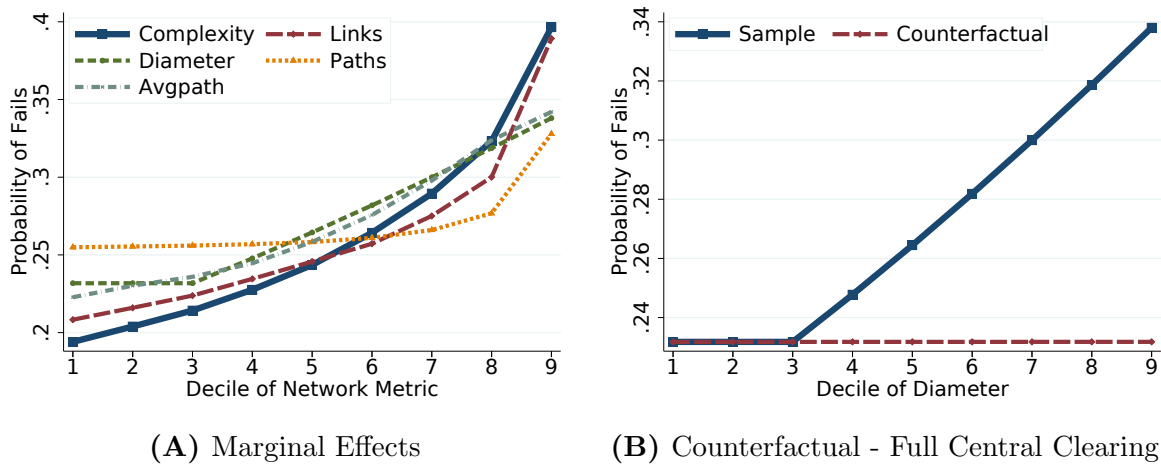 Complexity Links
Diameter Paths
Avgpath
Probability of Fails
.4
.35
.3
.25
.2
1 2 3 4 5 6 7 8 9
Decile of Network Metric
(A) Marginal Effects
Sample Counterfactual
Probability of Fails
.34
.32
.3
.28
.26
.24
1 2 3 4 5 6 7 8 9
Decile of Diameter
(B) Counterfactual - Full Central Clearing